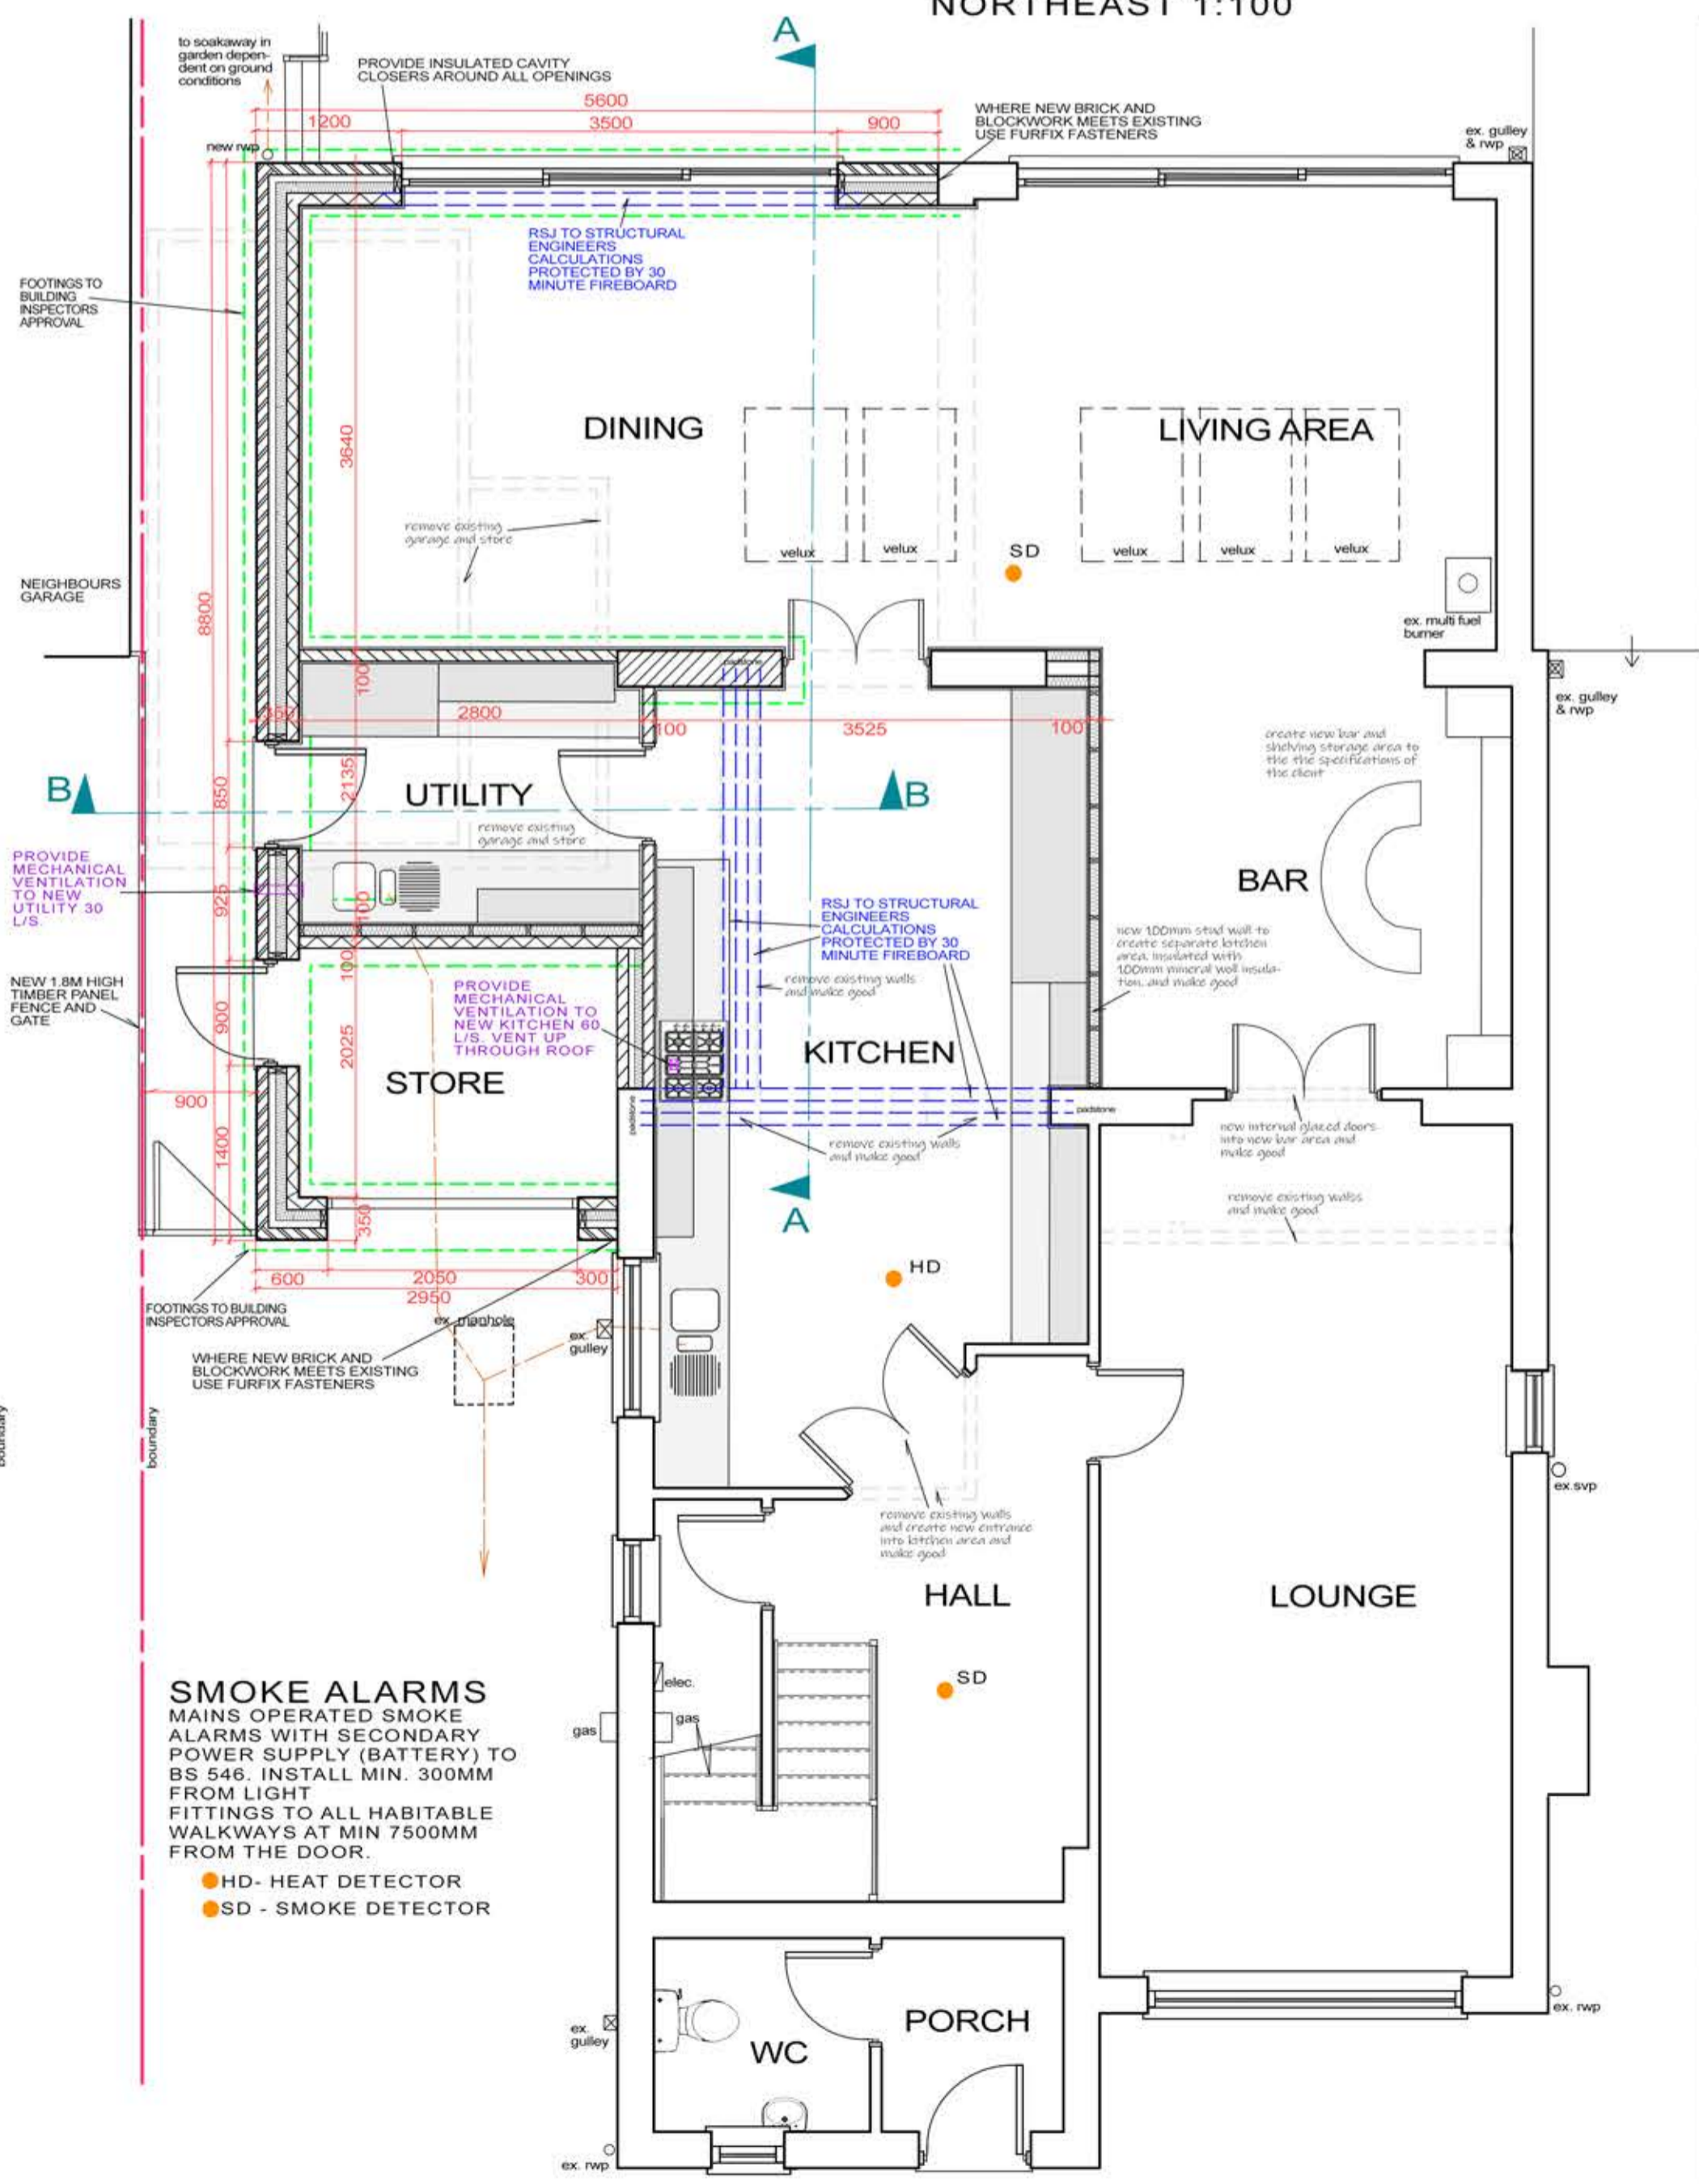 NORTHEAST 1:100
A
to soakaway in
garden depen-
dent on ground
conditions
PROVIDE INSULATED CAVITY
CLOSERS AROUND ALL OPENINGS
5600
1200
3500
900
WHERE NEW BRICK AND
BLOCKWORK MEETS EXISTING
USE FURFIX FASTENERS
ex. gulley
& rwp
new rwp
RSJ TO STRUCTURAL
ENGINEERS
CALCULATIONS
PROTECTED BY 30
MINUTE FIREBOARD
FOOTINGS TO
BUILDING
INSPECTORS
APPROVAL
DINING
LIVING AREA
3640
remove existing
garage and store
velux
velux
SD
velux
velux
velux
NEIGHBOURS
GARAGE
8800
ex. multi fuel
burner
padstone
100
350
2800
100
3525
100
ex. gulley
& rwp
create new bar and
shelving storage area to
the the specifications of
the client
B
850
2135
UTILITY
B
remove existing
garage and store
PROVIDE
MECHANICAL
VENTILATION
TO NEW
UTILITY 30
L/S.
925
100
BAR
RSJ TO STRUCTURAL
ENGINEERS
CALCULATIONS
PROTECTED BY 30
MINUTE FIREBOARD
new 100mm stud wall to
create separate kitchen
area, insulated with
100mm mineral woll insula-
tion, and make good
100
remove existing walls
and make good
NEW 1.8M HIGH
TIMBER PANEL
FENCE AND
GATE
PROVIDE
MECHANICAL
VENTILATION TO
NEW KITCHEN 60
L/S. VENT UP
THROUGH ROOF
900
2025
KITCHEN
STORE
900
padstone
padstone
1400
remove existing walls
and make good
new internal glazed doors
into new bar area and
make good
remove existing walls
and make good
A
350
HD
600
2050
300
2950
FOOTINGS TO BUILDING
INSPECTORS APPROVAL
ex. manhole
ex.
gulley
WHERE NEW BRICK AND
BLOCKWORK MEETS EXISTING
USE FURFIX FASTENERS
boundary
boundary
ex.svp
remove existing walls
and create new entrance
into kitchen area and
make good
HALL
LOUNGE
SD
elec.
gas
gas
SMOKE ALARMS
MAINS OPERATED SMOKE
ALARMS WITH SECONDARY
POWER SUPPLY (BATTERY) TO
BS 546. INSTALL MIN. 300MM
FROM LIGHT
FITTINGS TO ALL HABITABLE
WALKWAYS AT MIN 7500MM
FROM THE DOOR.
HD- HEAT DETECTOR
SD - SMOKE DETECTOR
ex. rwp
ex.
gulley
PORCH
WC
ex. rwp